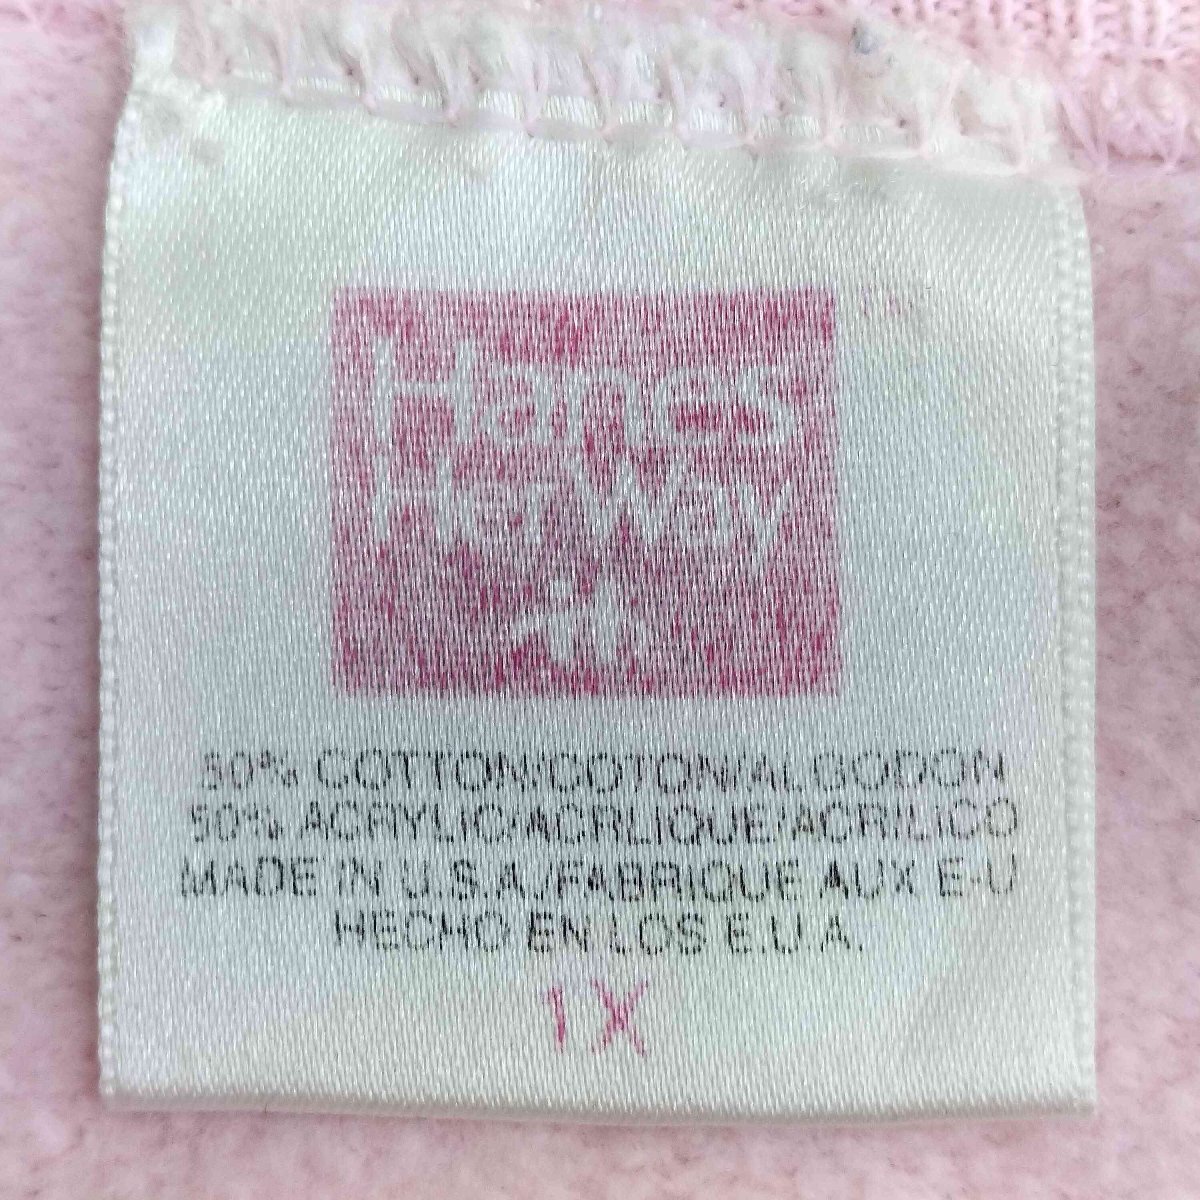 Hanes
Her Way
50% COTTON/COTON/ALGODON
50% ACRYLIC/ACRLIQUE/ACRILICO
MADE IN U.S.A./FABRIQUE AUX E-U
HECHO EN LOS E.U.A.
1X